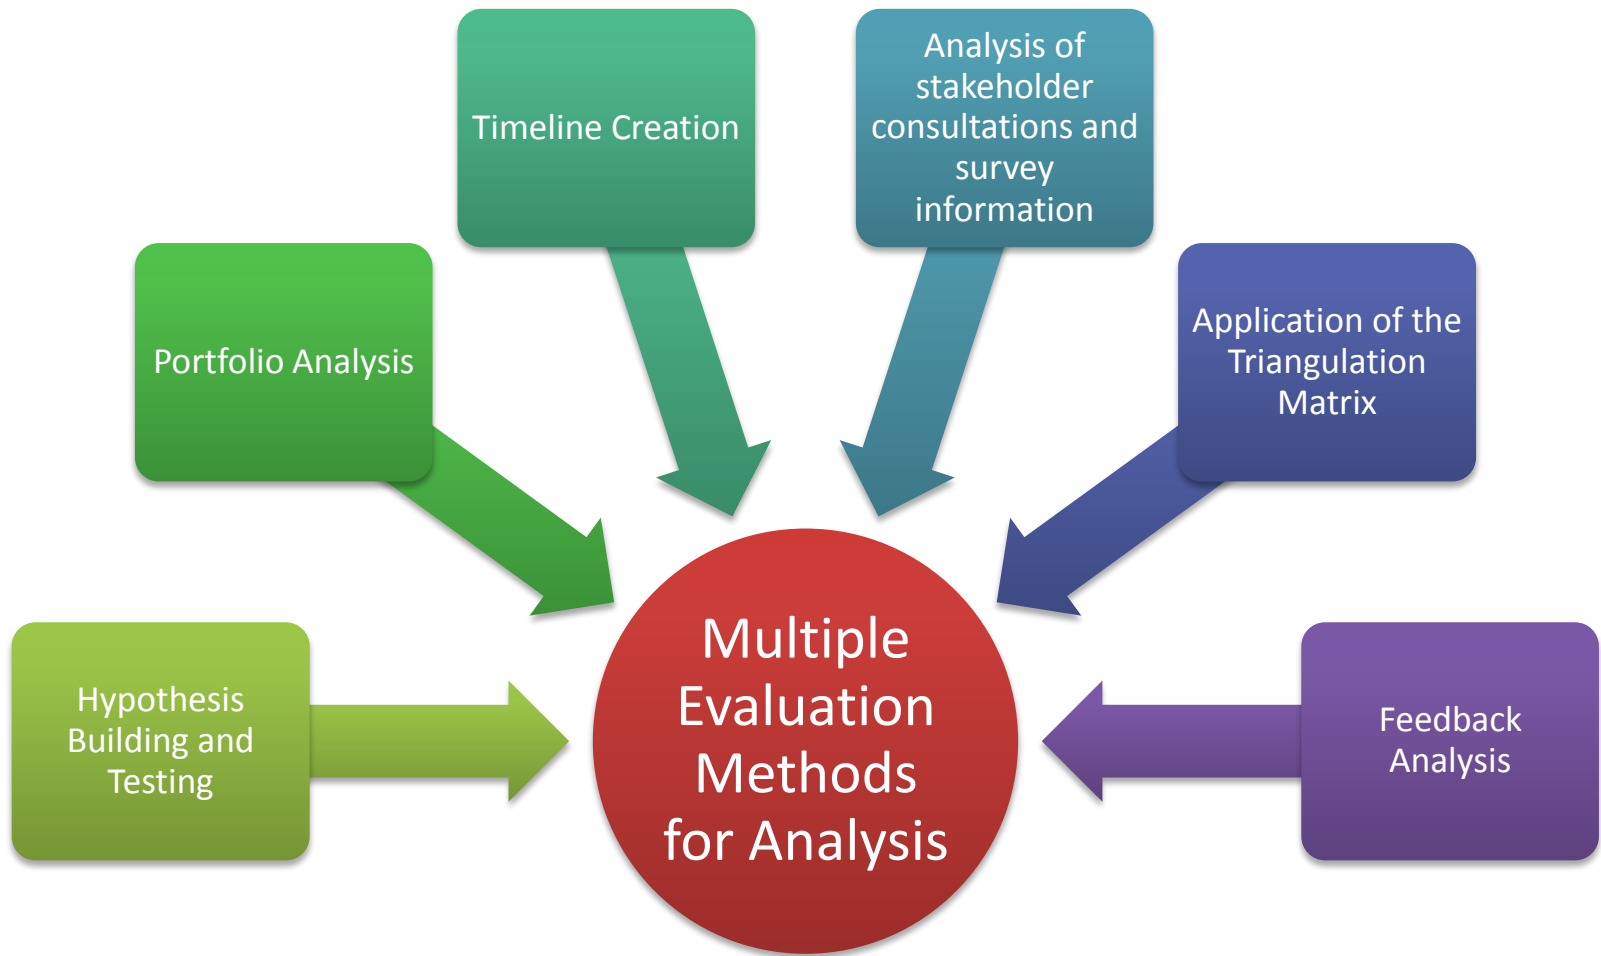 Timeline Creation
Analysis of
stakeholder
consultations and
survey
information
Portfolio Analysis
Application of the
Triangulation
Matrix
Hypothesis
Building and
Testing
Multiple
Evaluation
Methods
for Analysis
Feedback
Analysis